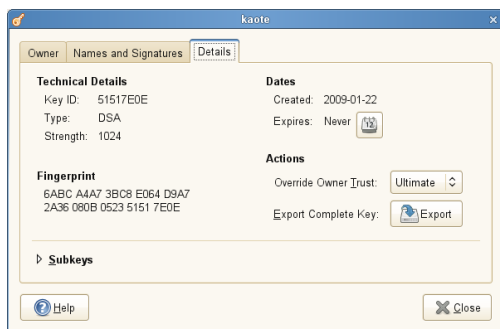 kaote
Owner
Names and Signatures
Details
Technical Details
Key ID: 51517E0E
Type: DSA
Strength: 1024
Fingerprint
6ABC A4A7 3BC8 E064 D9A7
2A36 080B 0523 5151 7E0E
Dates
Created: 2009-01-22
Expires: Never
12
Actions
Override Owner Trust: Ultimate
Export Complete Key: Export
Subkeys
Help
Close